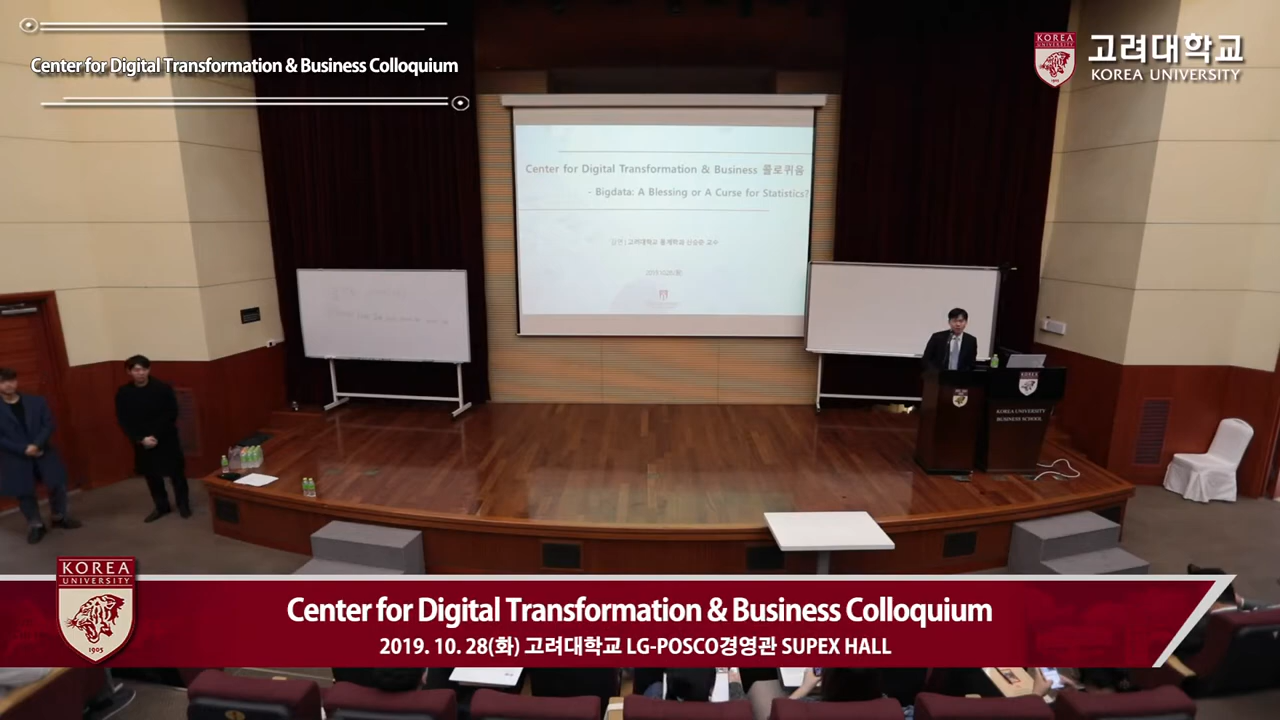 Center for Digital Transformation & Business Colloquium
KOREA
UNIVERSITY
1905
고려대학교
KOREA UNIVERSITY
Center for Digital Transformation & Business 콜로퀴움
- Bigdata: A Blessing or A Curse for Statistics?
KOREA
KOREA UNIVERSITY
BUSINESS SCHOOL
KOREA
UNIVERSITY
1905
Center for Digital Transformation & Business Colloquium
2019. 10. 28(화) 고려대학교 LG-POSCO경영관 SUPEX HALL